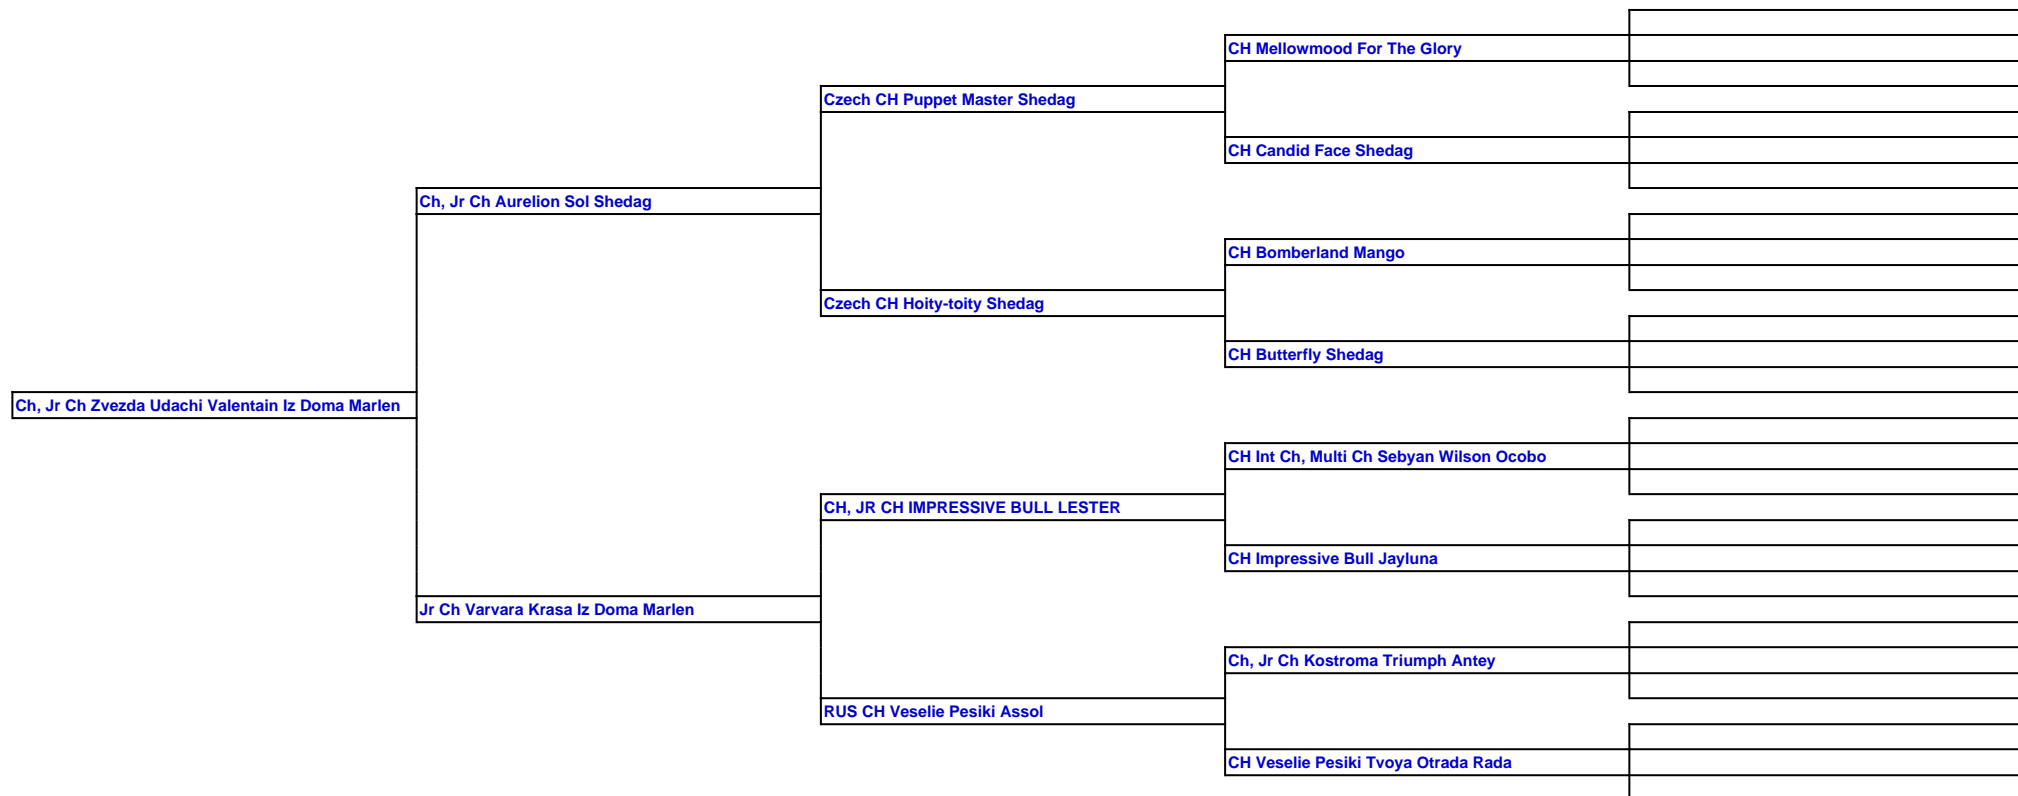 CH Mellowmood For The Glory
Czech CH Puppet Master Shedag
CH Candid Face Shedag
Ch, Jr Ch Aurelion Sol Shedag
CH Bomberland Mango
Czech CH Hoity-toity Shedag
CH Butterfly Shedag
Ch, Jr Ch Zvezda Udachi Valentain Iz Doma Marlen
CH Int Ch, Multi Ch Sebyan Wilson Ocobo
CH, JR CH IMPRESSIVE BULL LESTER
CH Impressive Bull Jayluna
Jr Ch Varvara Krasa Iz Doma Marlen
Ch, Jr Ch Kostroma Triumph Antey
RUS CH Veselie Pesiki Assol
CH Veselie Pesiki Tvoya Otrada Rada